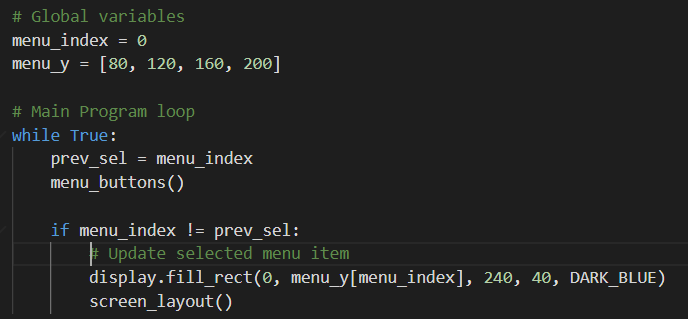 # Global variables
menu_index = 0
menu_y = [80, 120, 160, 200]
# Main Program loop
while True:
    prev_sel = menu_index
    menu_buttons()
    if menu_index != prev_sel:
        # Update selected menu item
        display.fill_rect(0, menu_y[menu_index], 240, 40, DARK_BLUE)
        screen_layout()